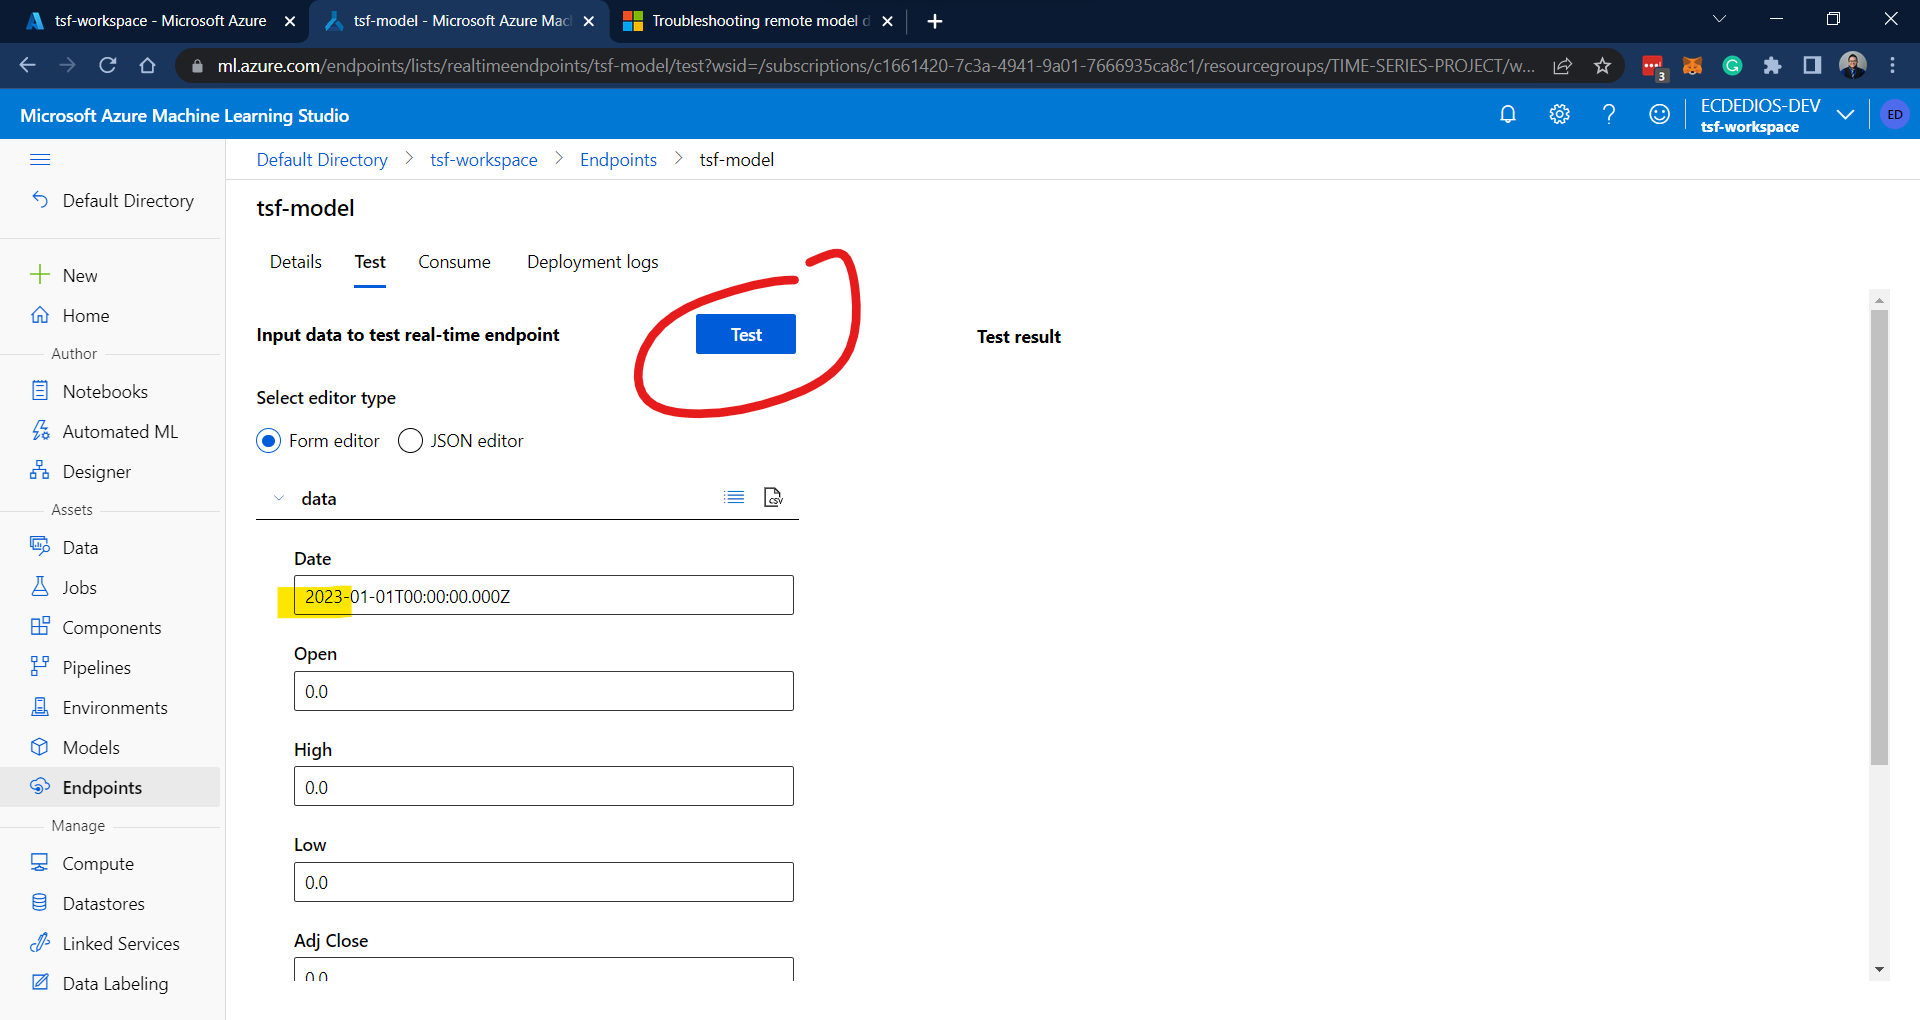 tsf-workspace - Microsoft Azure
tsf-model - Microsoft Azure Mac
Troubleshooting remote model d
ml.azure.com/endpoints/lists/realtimeendpoints/tsf-model/test?wsid=/subscriptions/c1661420-7c3a-4941-9a01-7666935ca8c1/resourcegroups/TIME-SERIES-PROJECT/w...
3
Microsoft Azure Machine Learning Studio
ECDEDIOS-DEV
tsf-workspace
ED
Default Directory
New
Home
Author
Notebooks
Automated ML
Designer
Assets
Data
Jobs
Components
Pipelines
Environments
Models
Endpoints
Manage
Compute
Datastores
Linked Services
Data Labeling
Default Directory > tsf-workspace > Endpoints > tsf-model
tsf-model
Details Test Consume Deployment logs
Input data to test real-time endpoint
Test
Test result
Select editor type
Form editor JSON editor
data
CSV
Date
2023-01-01T00:00:00.000Z
Open
0.0
High
0.0
Low
0.0
Adj Close
0.0